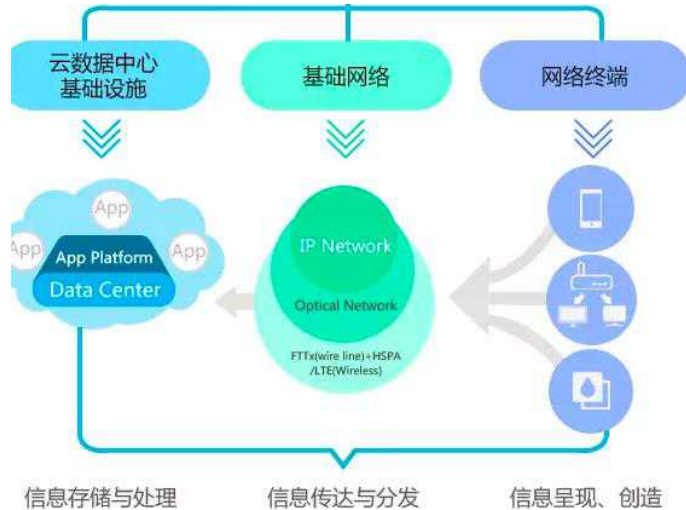 云数据中心
基础设施
基础网络
网络终端
App
App
App
App Platform
Data Center
IP Network
Optical Network
FTTx(wire line)+HSPA
/LTE(Wireless)
信息存储与处理
信息传达与分发
信息呈现、创造